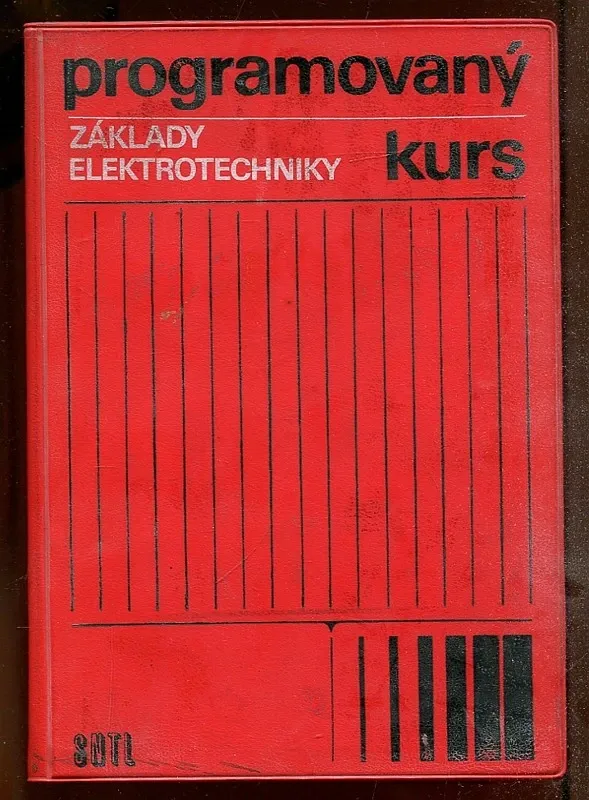 programovaný
ZÁKLADY
ELEKTROTECHNIKY
kurs
SNTL